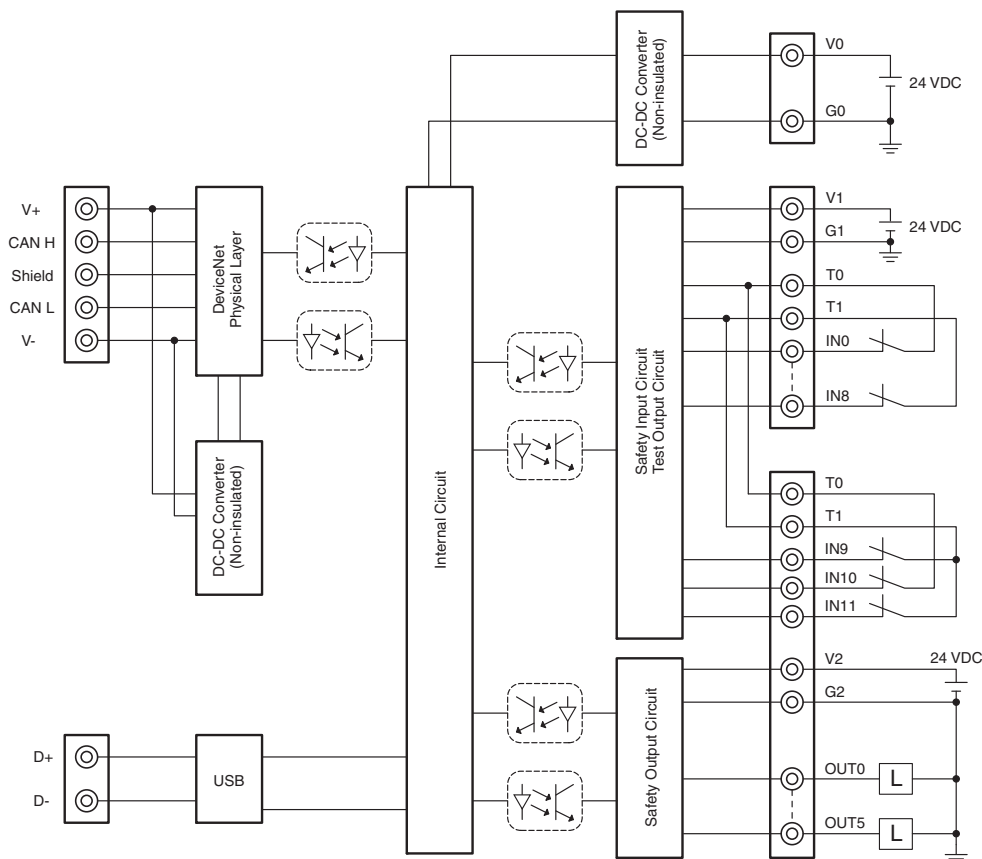 V0
24 VDC
G0
DC-DC Converter
(Non-insulated)
V+
CAN H
Shield
CAN L
V-
DeviceNet
Physical Layer
DC-DC Converter
(Non-insulated)
Internal Circuit
Safety Input Circuit
Test Output Circuit
V1
24 VDC
G1
T0
T1
IN0
IN8
T0
T1
IN9
IN10
IN11
D+
D-
USB
Safety Output Circuit
V2
24 VDC
G2
OUT0
L
OUT5
L